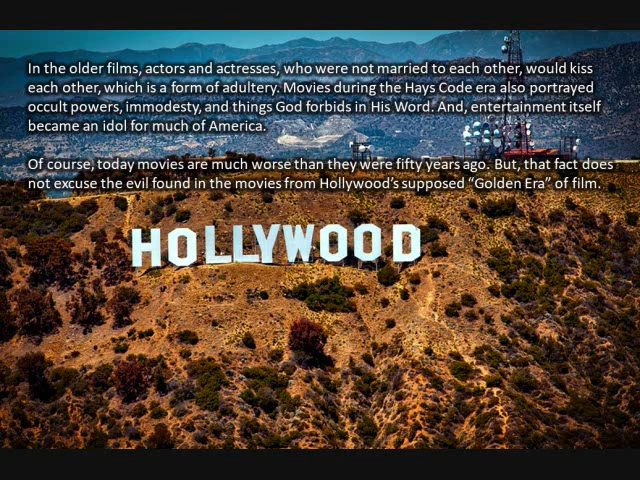 In the older films, actors and actresses, who were not married to each other, would kiss
each other, which is a form of adultery. Movies during the Hays Code era also portrayed
occult powers, immodesty, and things God forbids in His Word. And, entertainment itself
became an idol for much of America.
Of course, today movies are much worse than they were fifty years ago. But, that fact does
not excuse the evil found in the movies from Hollywood’s supposed “Golden Era” of film.
HOLLYWOOD